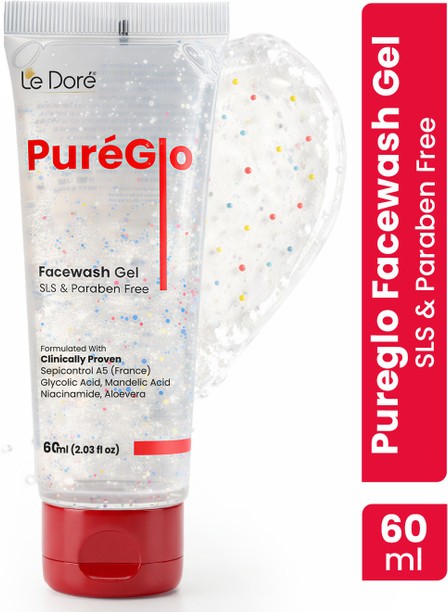 Le Doré
PuréGlo
Facewash Gel
SLS & Paraben Free
Formulated With
Clinically Proven
Sepicontrol A5 (France)
Glycolic Acid, Mandelic Acid
Niacinamide, Aloevera
60ml (2.03 fl oz)
Pureglo Facewash Gel
SLS & Paraben Free
60
ml